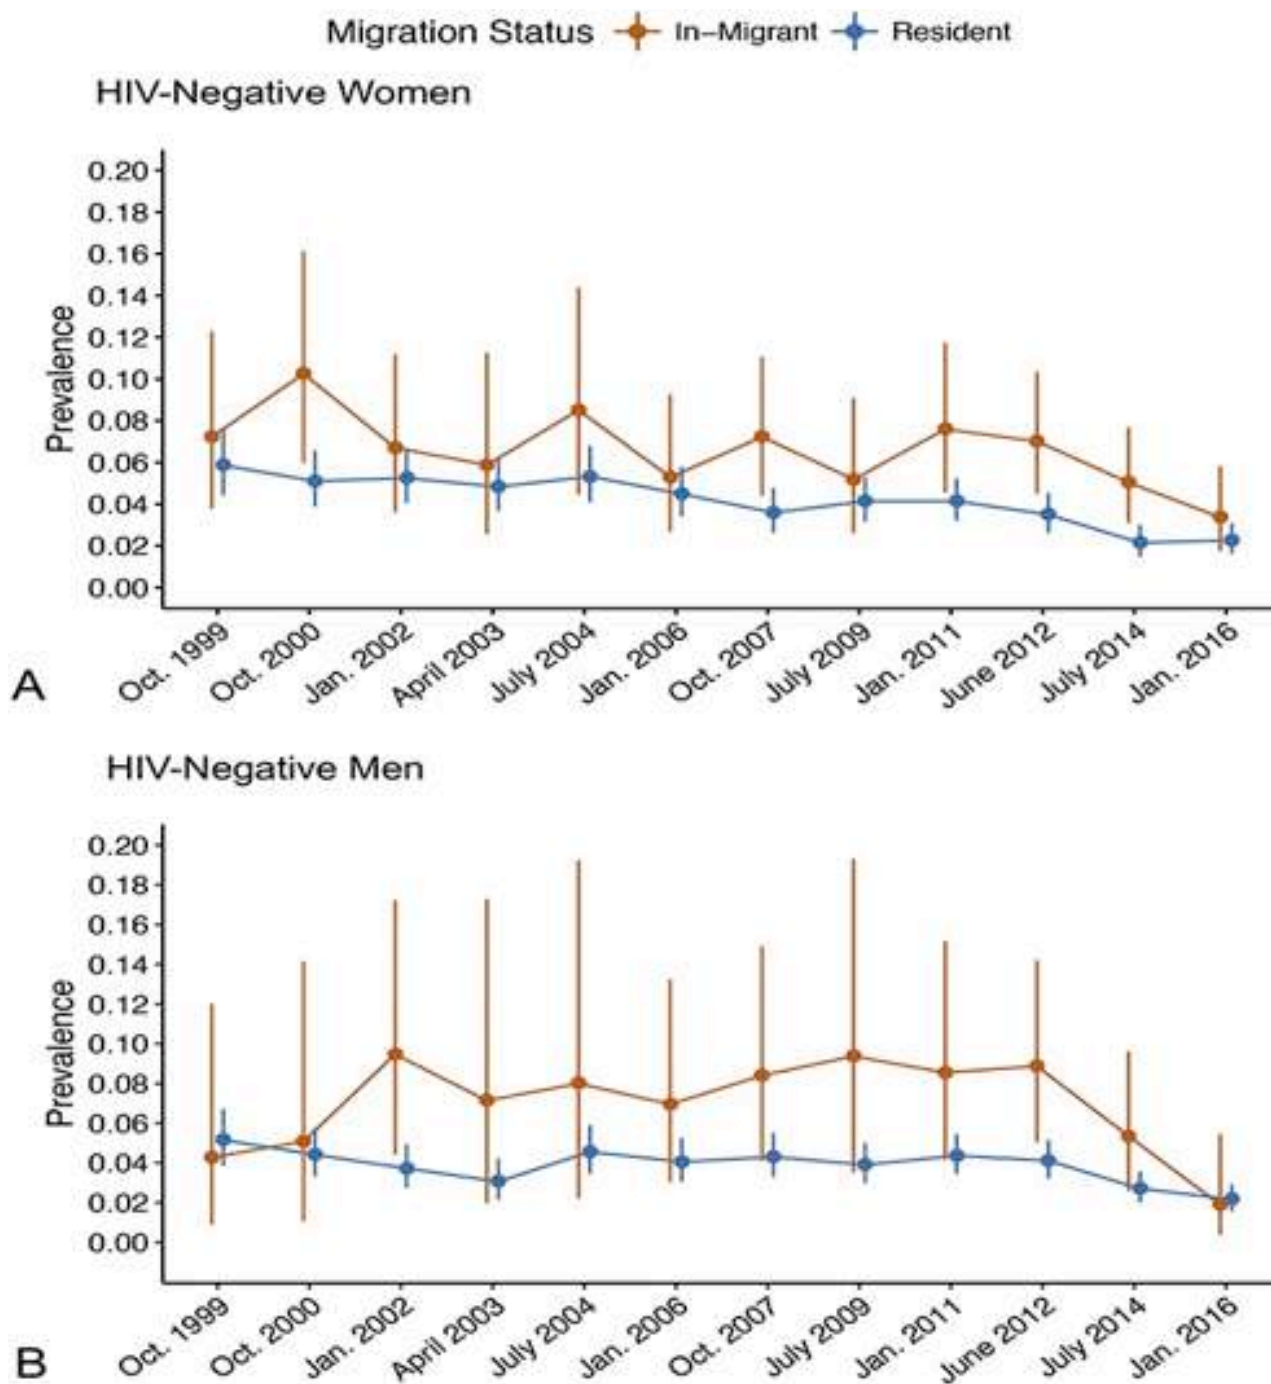 Migration Status In-Migrant Resident
HIV-Negative Women
Prevalence
0.20
0.18
0.16
0.14
0.12
0.10
0.08
0.06
0.04
0.02
0.00
Oct. 1999
Oct. 2000
Jan. 2002
April 2003
July 2004
Jan. 2006
Oct. 2007
July 2009
Jan. 2011
June 2012
July 2014
Jan. 2016
A
HIV-Negative Men
Prevalence
0.20
0.18
0.16
0.14
0.12
0.10
0.08
0.06
0.04
0.02
0.00
Oct. 1999
Oct. 2000
Jan. 2002
April 2003
July 2004
Jan. 2006
Oct. 2007
July 2009
Jan. 2011
June 2012
July 2014
Jan. 2016
B